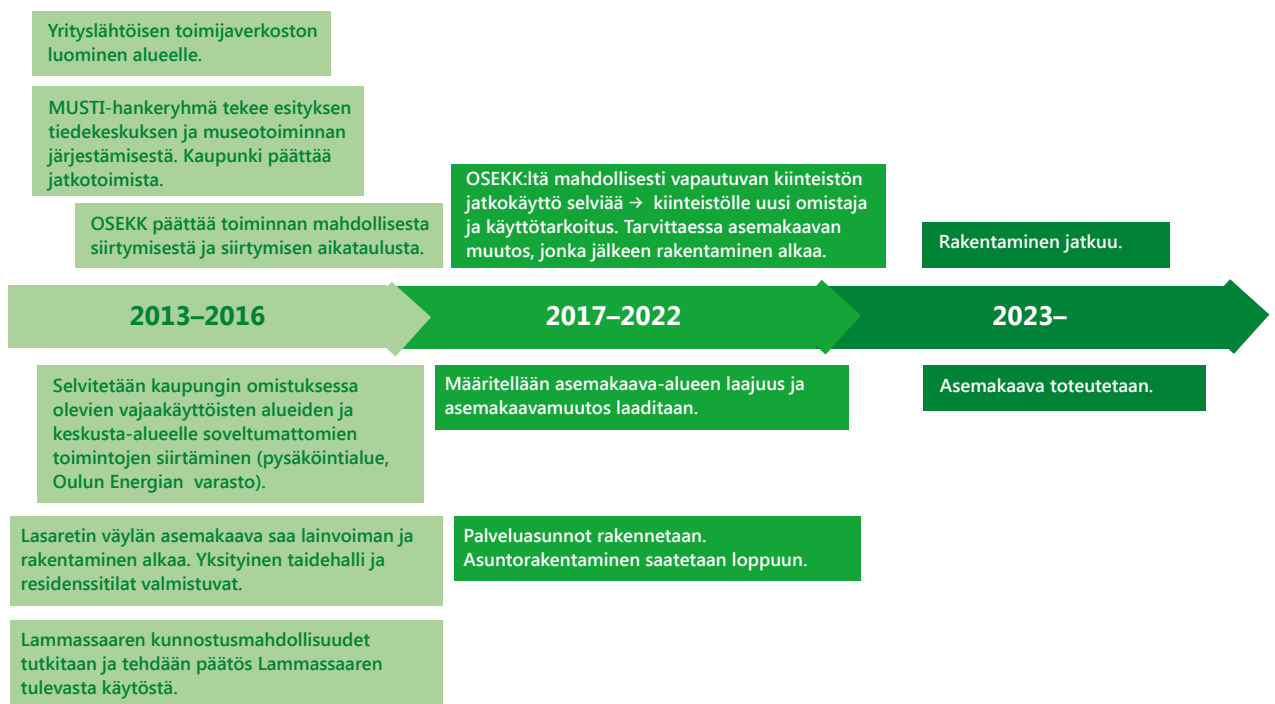 Yrityslähtöisen toimijaverkoston
luominen alueelle.
MUSTI-hankeryhmä tekee esityksen
tiedekeskuksen ja museotoiminnan
järjestämisestä. Kaupunki päättää
jatkotoimista.
OSEKK päättää toiminnan mahdollisesta
siirtymisestä ja siirtymisen aikataulusta.
OSEKK:ltä mahdollisesti vapautuvan kiinteistön
jatkokäyttö selviää → kiinteistölle uusi omistaja
ja käyttötarkoitus. Tarvittaessa asemakaavan
muutos, jonka jälkeen rakentaminen alkaa.
Rakentaminen jatkuu.
2013–2016
2017–2022
2023–
Selvitetään kaupungin omistuksessa
olevien vajaakäyttöisten alueiden ja
keskusta-alueelle soveltumattomien
toimintojen siirtäminen (pysäköintialue,
Oulun Energian varasto).
Määritellään asemakaava-alueen laajuus ja
asemakaavamuutos laaditaan.
Asemakaava toteutetaan.
Lasaretin väylän asemakaava saa lainvoiman ja
rakentaminen alkaa. Yksityinen taidehalli ja
residenssitilat valmistuvat.
Palveluasunnot rakennetaan.
Asuntorakentaminen saatetaan loppuun.
Lammassaaren kunnostusmahdollisuudet
tutkitaan ja tehdään päätös Lammassaaren
tulevasta käytöstä.